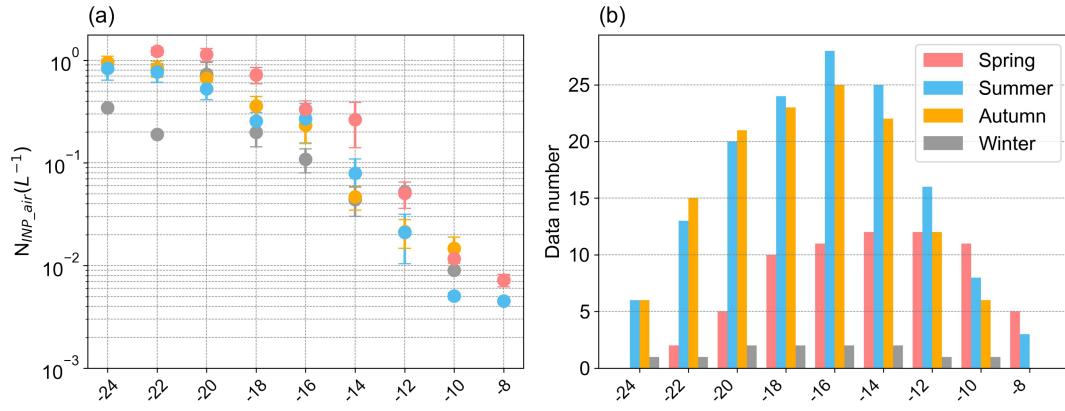 (a)
10^0
10^-1
10^-2
10^-3
N_INP_air(L^-1)
-24 -22 -20 -18 -16 -14 -12 -10 -8
(b)
25
20
15
10
5
0
Data number
Spring
Summer
Autumn
Winter
-24 -22 -20 -18 -16 -14 -12 -10 -8